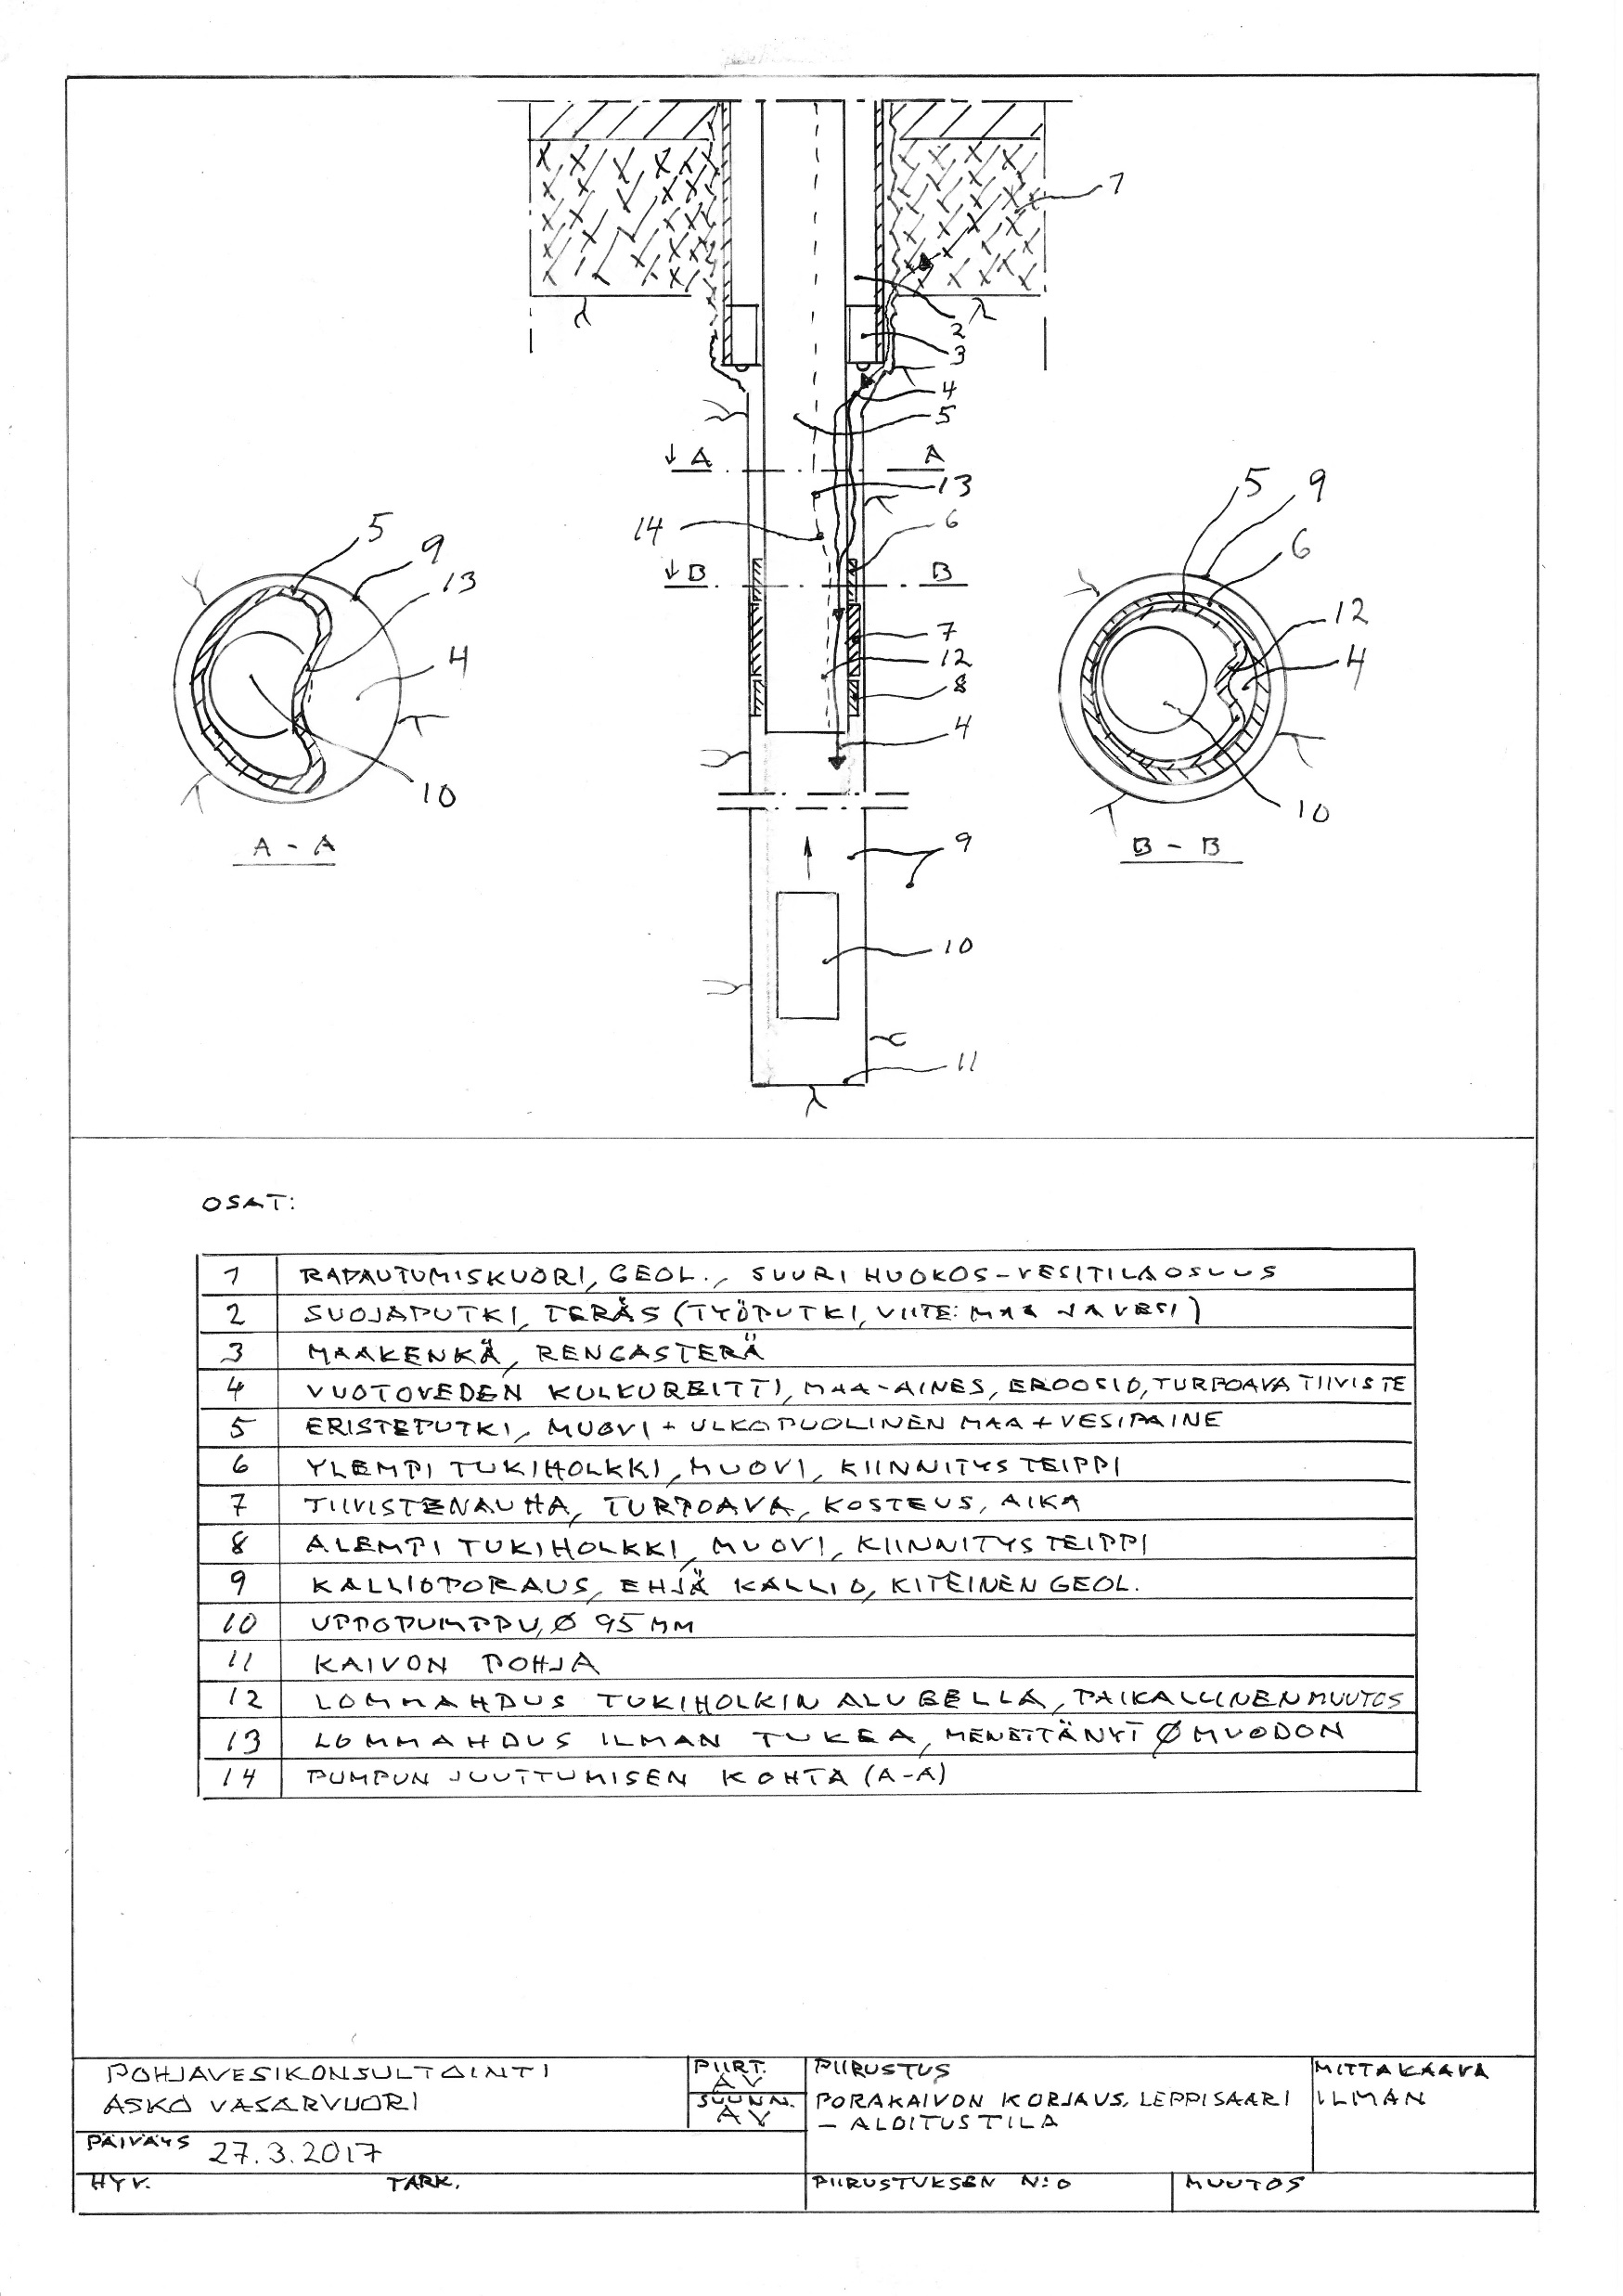 1
2
3
4
5
↓A A
13
14
6
↓B B
7
12
8
4
9
10
11
5
9
13
4
10
A - A
5
9
6
12
4
10
B - B
OSAT:
1 RAPAUTUMISKUORI, GEOL., SUURI HUOKOS-VESITILAOSUUS
2 SUOJAPUTKI, TERÄS (TYÖPUTKI, VIITE: MAA JA VESI)
3 MAAKENKÄ, RENGASTERÄ
4 VUOTOVEDEN KULKUREITTI, MAA-AINES, EROOSIO, TURPOAVA TIIVISTE
5 ERISTEPUTKI, MUOVI + ULKOPUOLINEN MAA + VESIPAINE
6 YLEMPI TUKIHOLKKI, MUOVI, KIINNITYSTEIPPI
7 TIIVISTENAUHA, TURPOAVA, KOSTEUS, AIKA
8 ALEMPI TUKIHOLKKI, MUOVI, KIINNITYSTEIPPI
9 KALLIOPORAUS, EHJÄ KALLIO, KITEINEN GEOL.
10 UPPOPUMPPU, Ø 95 MM
11 KAIVON POHJA
12 LOMMAHDUS TUKIHOLKIN ALUEELLA, PAIKALLINEN MUUTOS
13 LOMMAHDUS ILMAN TUKEA, MENETTÄNYT Ø MUODON
14 PUMPUN JUUTTUMISEN KOHTA (A-A)
POHJAVESIKONSULTOINTI
ASKO VASARVUORI
PÄIVÄYS 27.3.2017
HYV. TARK.
PIIRT.
AV
SUUNN.
AV
PIIRUSTUS
PORAKAIVON KORJAUS, LEPPISAARI
- ALOITUSTILA
MITTAKAAVA
ILMAN
PIIRUSTUKSEN N:O
MUUTOS